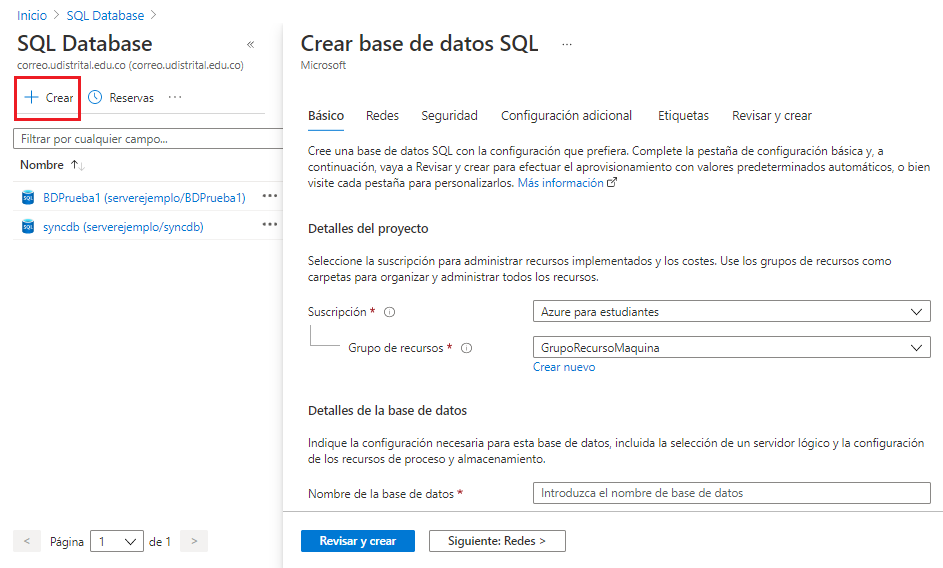 Inicio > SQL Database >
SQL Database «
correo.udistrital.edu.co (correo.udistrital.edu.co)
+ Crear Reservas ...
Filtrar por cualquier campo...
Nombre ↑↓
BDPrueba1 (serverejemplo/BDPrueba1) ...
syncdb (serverejemplo/syncdb) ...
< Página 1 de 1 >
Crear base de datos SQL ...
Microsoft
Básico Redes Seguridad Configuración adicional Etiquetas Revisar y crear
Cree una base de datos SQL con la configuración que prefiera. Complete la pestaña de configuración básica y, a
continuación, vaya a Revisar y crear para efectuar el aprovisionamiento con valores predeterminados automáticos, o bien
visite cada pestaña para personalizarlos. Más información
Detalles del proyecto
Seleccione la suscripción para administrar recursos implementados y los costes. Use los grupos de recursos como
carpetas para organizar y administrar todos los recursos.
Suscripción * Azure para estudiantes
Grupo de recursos * GrupoRecursoMaquina
Crear nuevo
Detalles de la base de datos
Indique la configuración necesaria para esta base de datos, incluida la selección de un servidor lógico y la configuración
de los recursos de proceso y almacenamiento.
Nombre de la base de datos * Introduzca el nombre de base de datos
Revisar y crear Siguiente: Redes >